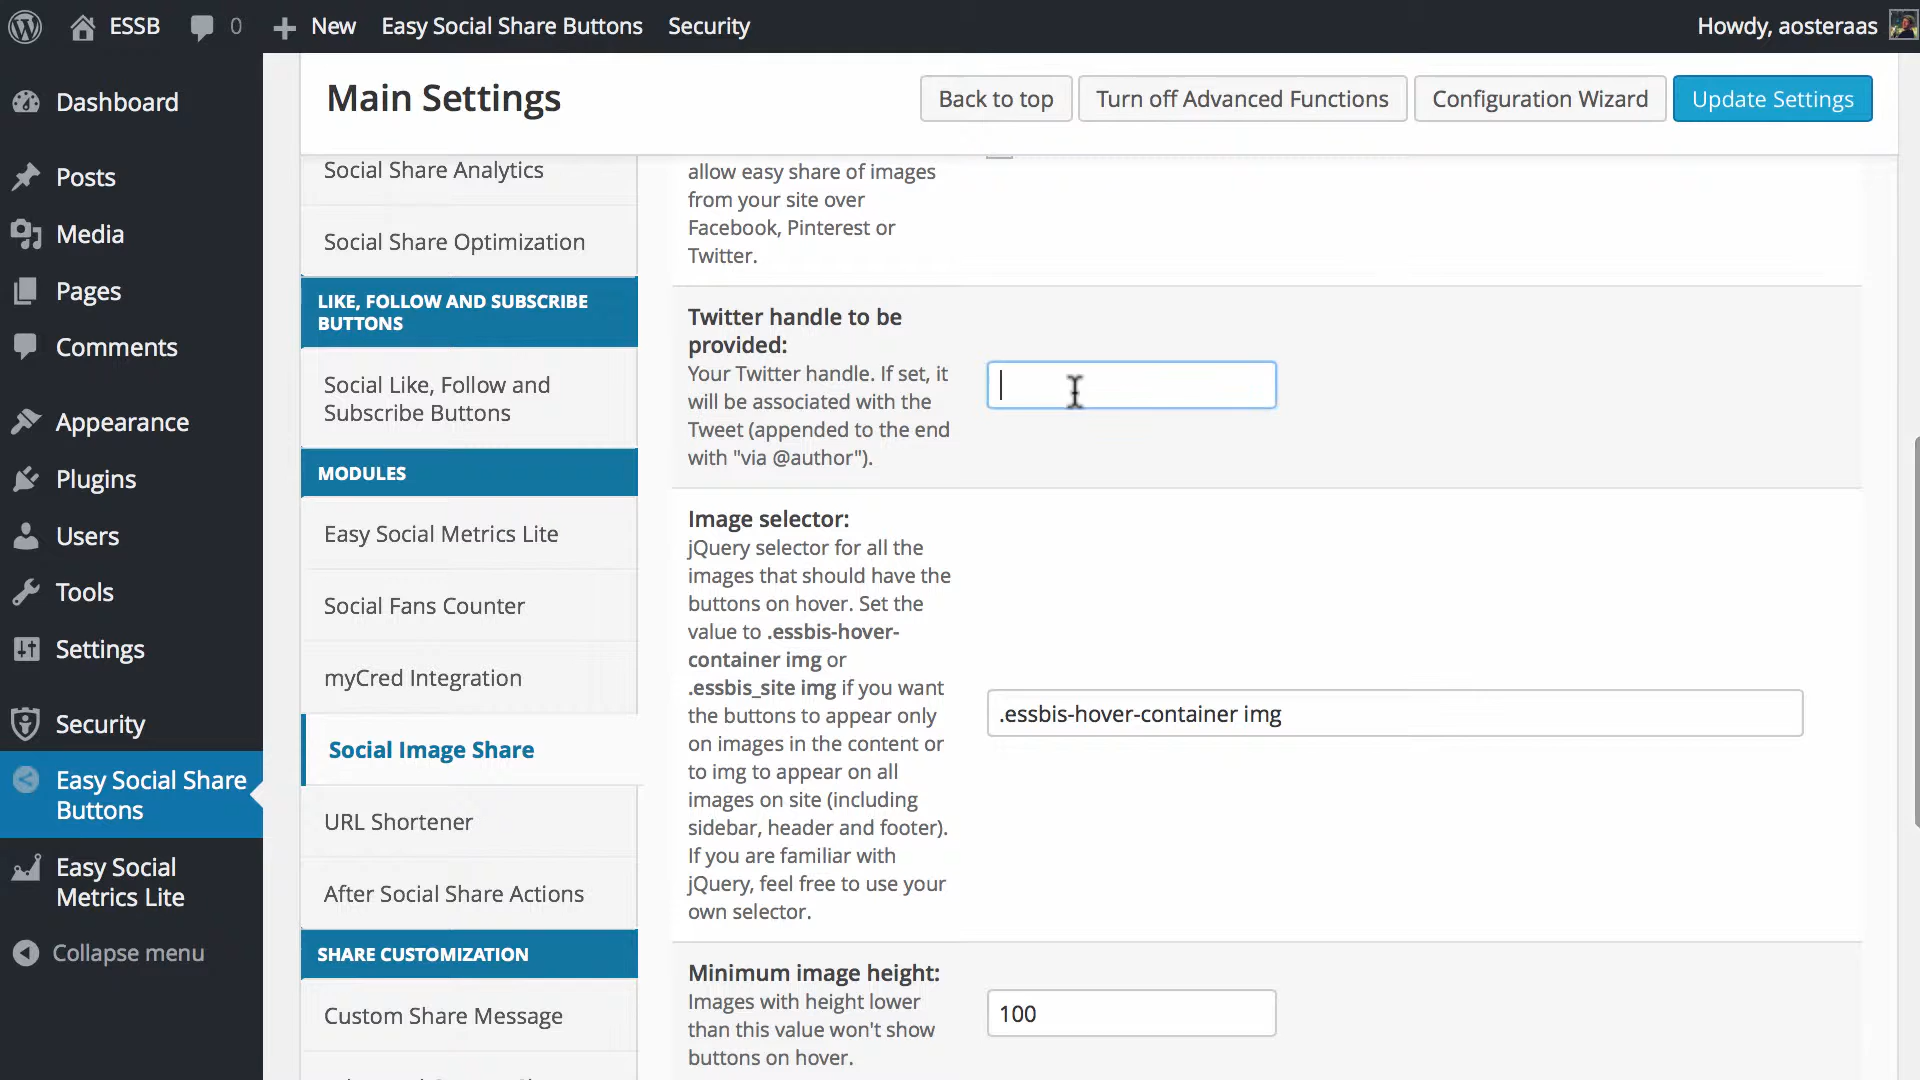 ESSB
0
New
Easy Social Share Buttons
Security
Howdy, aosteraas
Dashboard
Posts
Media
Pages
Comments
Appearance
Plugins
Users
Tools
Settings
Security
Easy Social Share
Buttons
Easy Social
Metrics Lite
Collapse menu
Main Settings
Back to top
Turn off Advanced Functions
Configuration Wizard
Update Settings
Social Share Analytics
Social Share Optimization
LIKE, FOLLOW AND SUBSCRIBE
BUTTONS
Social Like, Follow and
Subscribe Buttons
MODULES
Easy Social Metrics Lite
Social Fans Counter
myCred Integration
Social Image Share
URL Shortener
After Social Share Actions
SHARE CUSTOMIZATION
Custom Share Message
allow easy share of images
from your site over
Facebook, Pinterest or
Twitter.
Twitter handle to be
provided:
Your Twitter handle. If set, it
will be associated with the
Tweet (appended to the end
with "via @author").
Image selector:
jQuery selector for all the
images that should have the
buttons on hover. Set the
value to .essbis-hover-
container img or
.essbis_site img if you want
the buttons to appear only
on images in the content or
to img to appear on all
images on site (including
sidebar, header and footer).
If you are familiar with
jQuery, feel free to use your
own selector.
.essbis-hover-container img
Minimum image height:
Images with height lower
than this value won't show
buttons on hover.
100